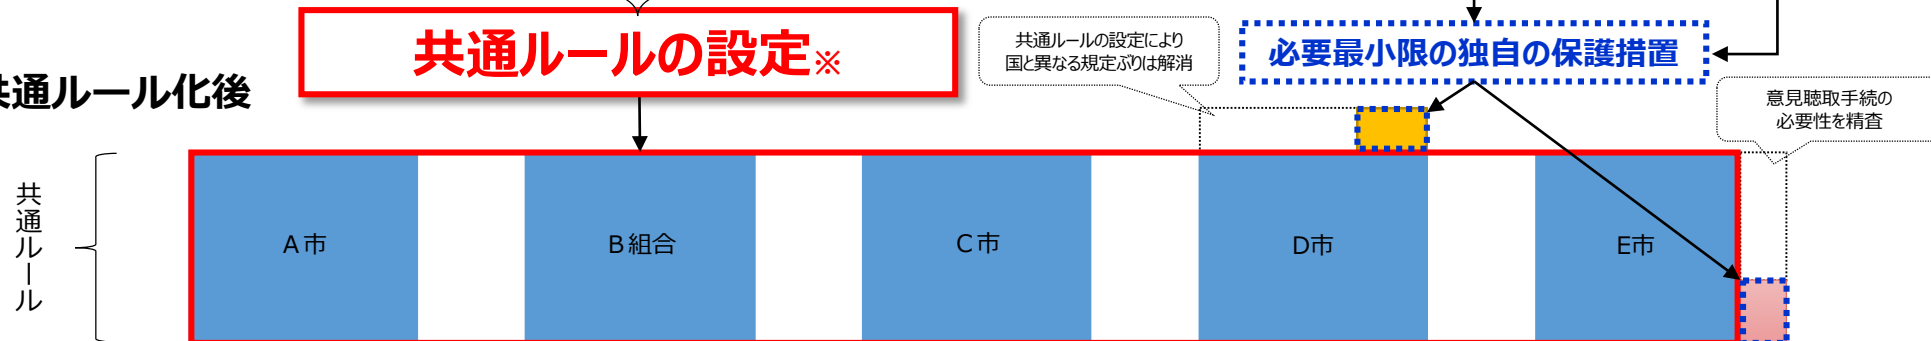 共通ルールの設定※
共通ルールの設定により
国と異なる規定ぶりは解消
必要最小限の独自の保護措置
共通ルール化後
意見聴取手続の
必要性を精査
共通ルール
A市
B組合
C市
D市
E市